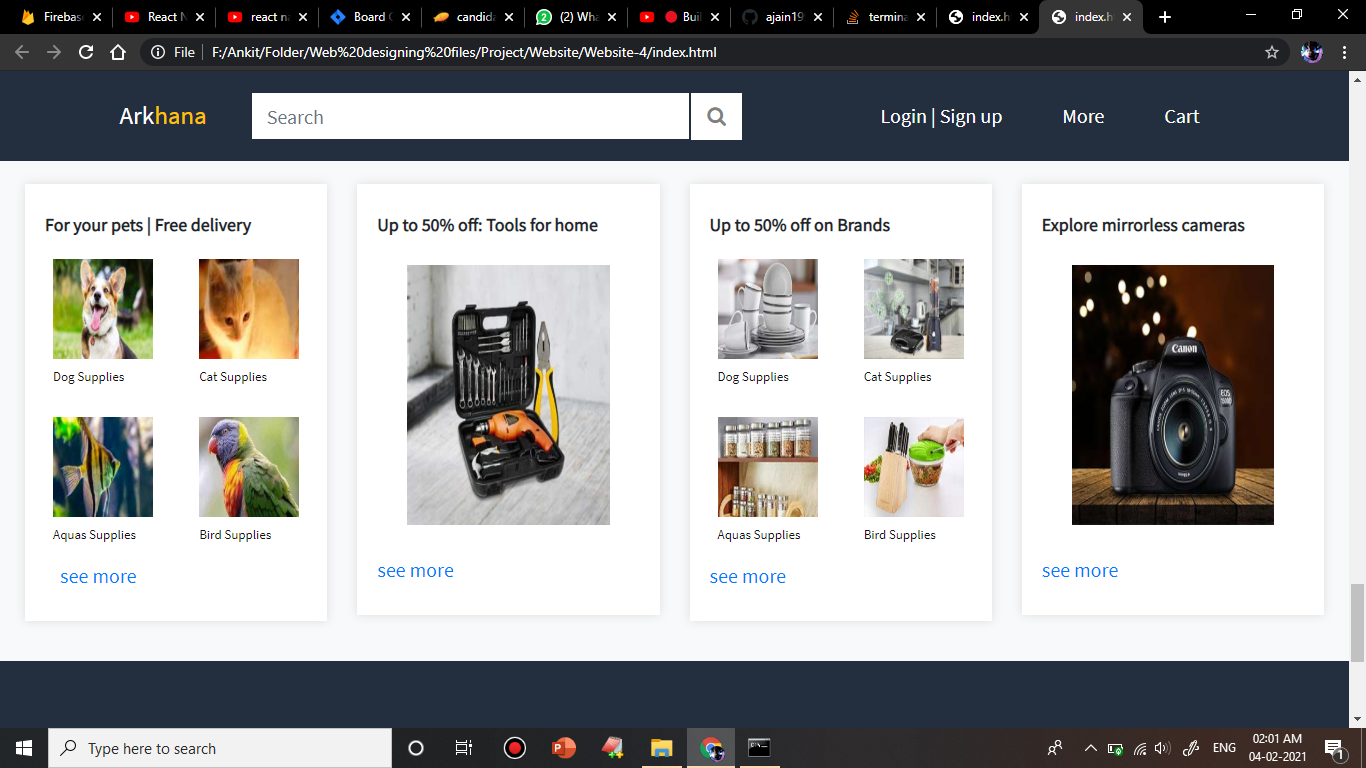 Firebase
React N
react na
Board
candida
(2) Wha
Buil
ajain19
termina
index.h
index.h
File
F:/Ankit/Folder/Web%20designing%20files/Project/Website/Website-4/index.html
Arkhana
Search
Login | Sign up
More
Cart
For your pets | Free delivery
Dog Supplies
Cat Supplies
Aquas Supplies
Bird Supplies
see more
Up to 50% off: Tools for home
see more
Up to 50% off on Brands
Dog Supplies
Cat Supplies
Aquas Supplies
Bird Supplies
see more
Explore mirrorless cameras
Canon
EOS
see more
Type here to search
ENG
02:01 AM
04-02-2021
1